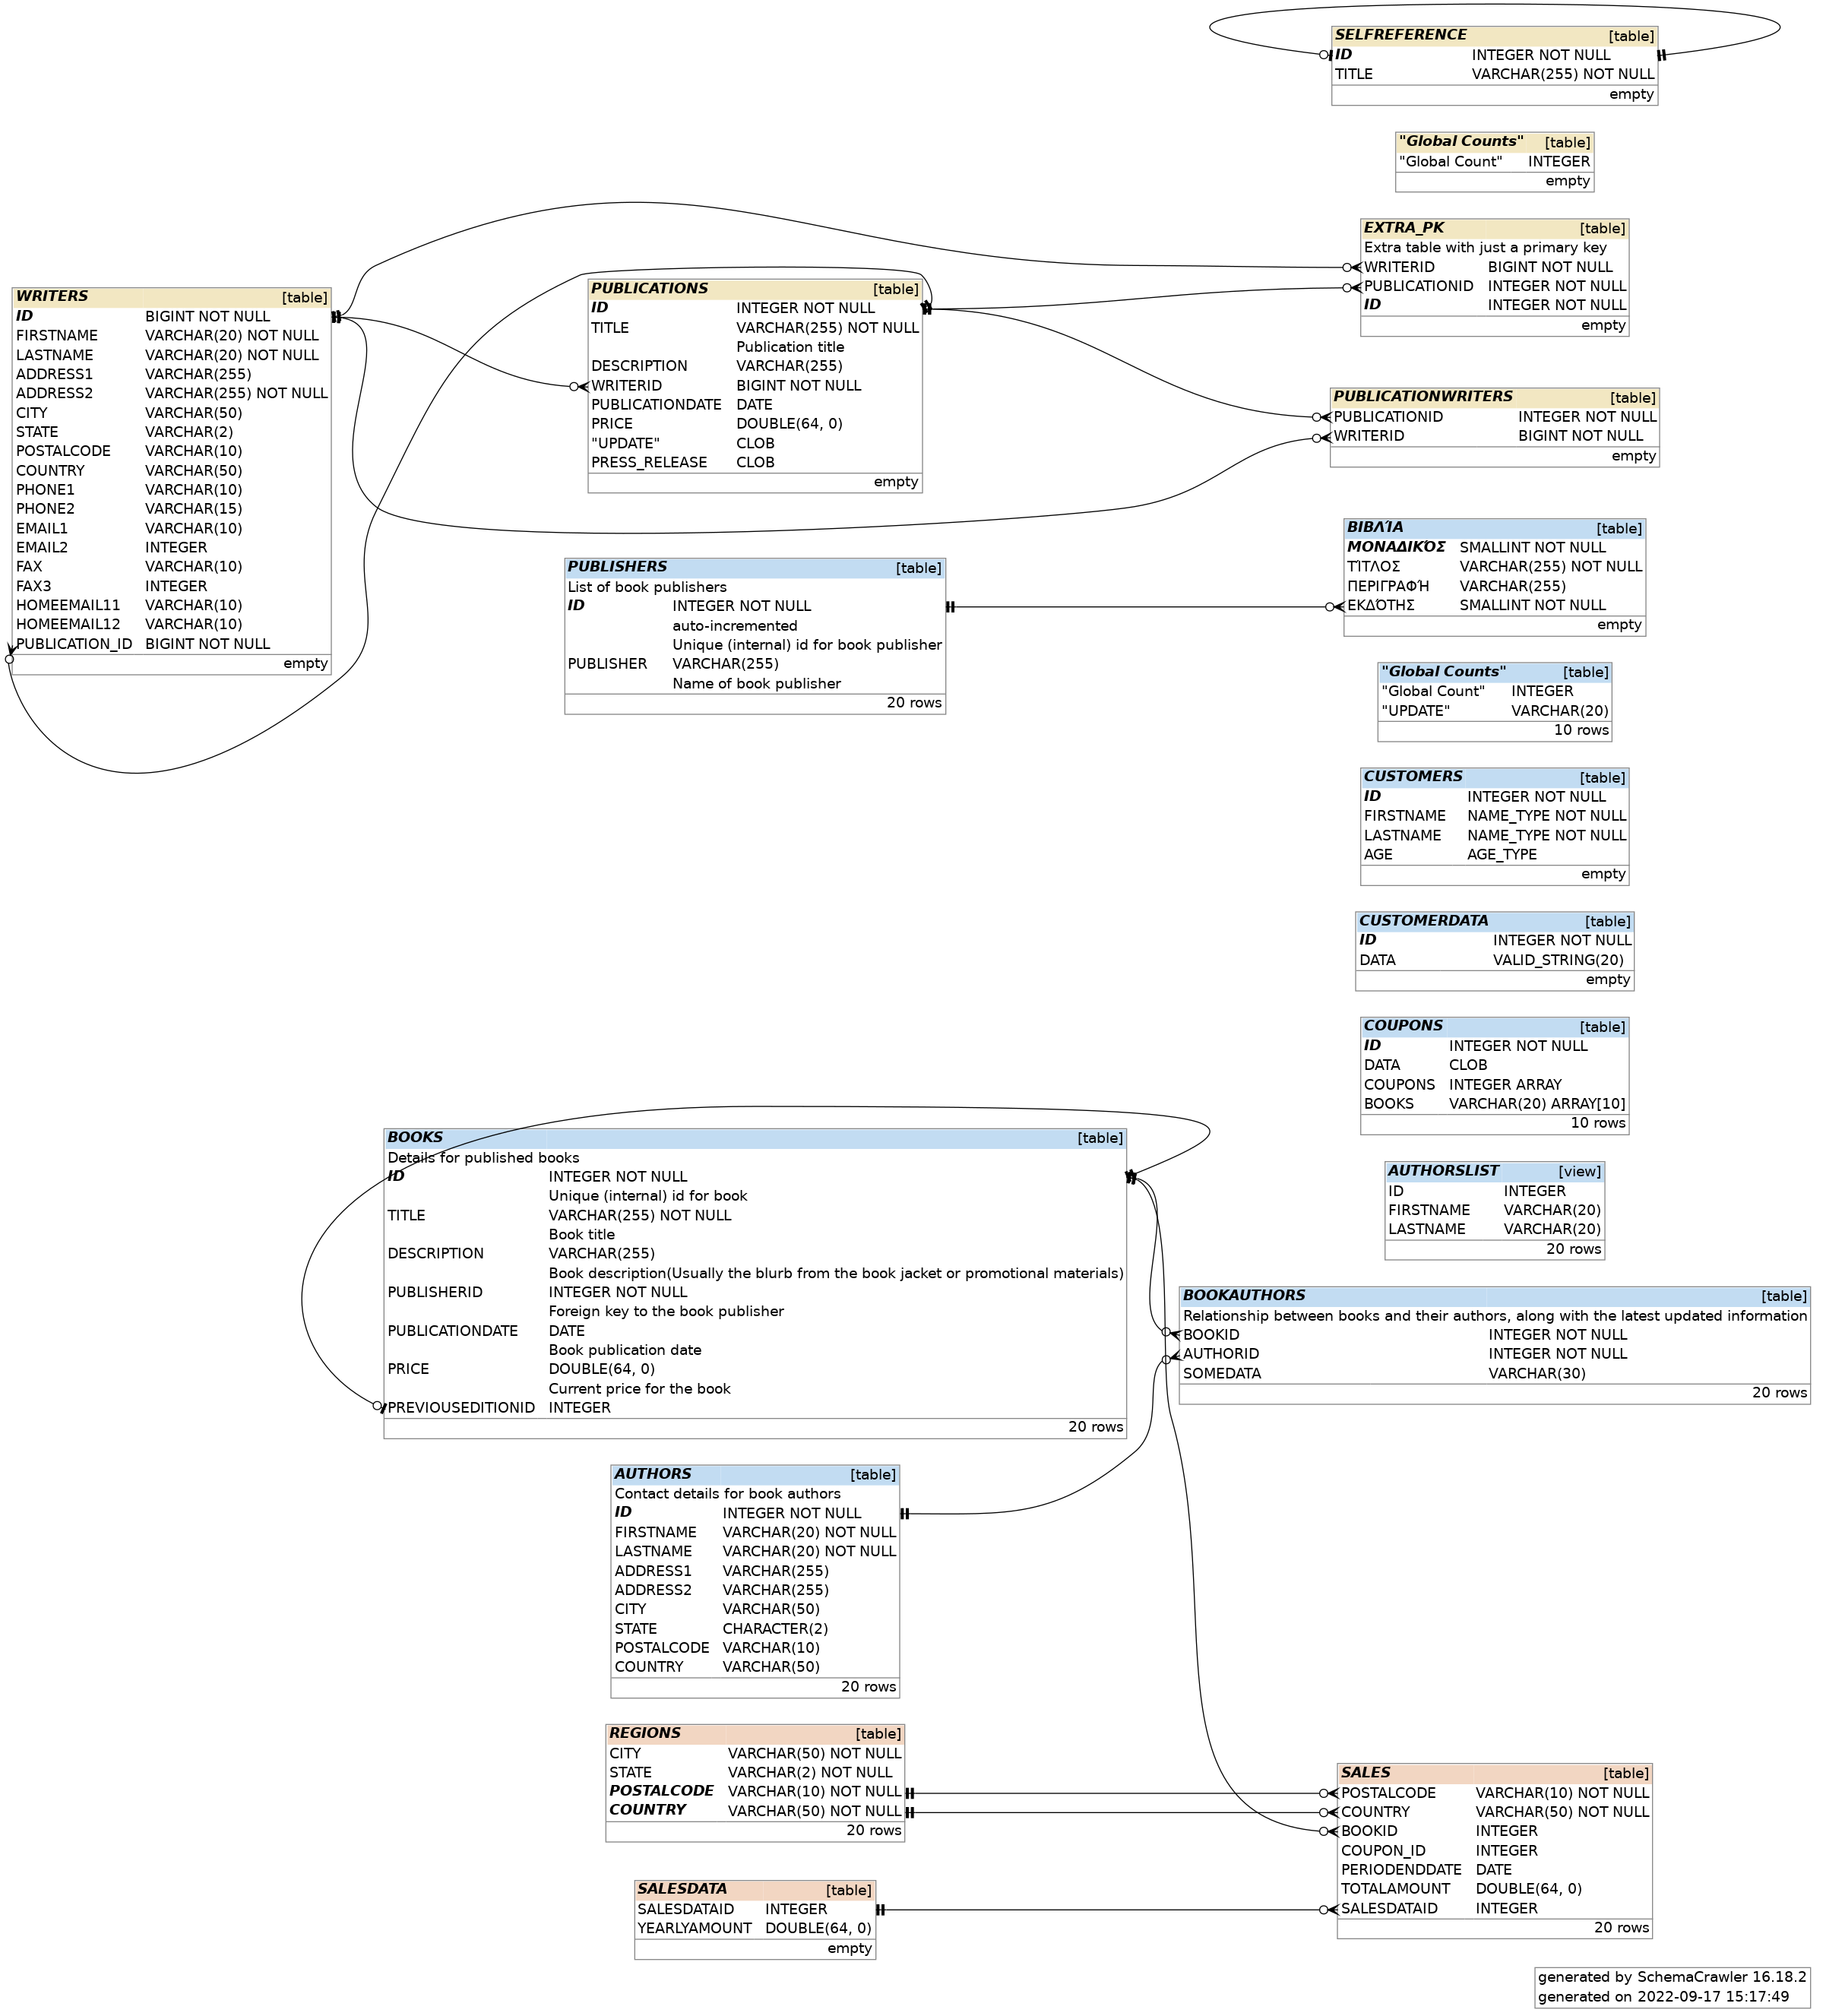 SELFREFERENCE [table]
ID INTEGER NOT NULL
TITLE VARCHAR(255) NOT NULL
empty
"Global Counts" [table]
"Global Count" INTEGER
empty
EXTRA_PK [table]
Extra table with just a primary key
WRITERID BIGINT NOT NULL
PUBLICATIONID INTEGER NOT NULL
ID INTEGER NOT NULL
empty
WRITERS [table]
ID BIGINT NOT NULL
FIRSTNAME VARCHAR(20) NOT NULL
LASTNAME VARCHAR(20) NOT NULL
ADDRESS1 VARCHAR(255)
ADDRESS2 VARCHAR(255) NOT NULL
CITY VARCHAR(50)
STATE VARCHAR(2)
POSTALCODE VARCHAR(10)
COUNTRY VARCHAR(50)
PHONE1 VARCHAR(10)
PHONE2 VARCHAR(15)
EMAIL1 VARCHAR(10)
EMAIL2 INTEGER
FAX VARCHAR(10)
FAX3 INTEGER
HOMEEMAIL11 VARCHAR(10)
HOMEEMAIL12 VARCHAR(10)
PUBLICATION_ID BIGINT NOT NULL
empty
PUBLICATIONS [table]
ID INTEGER NOT NULL
TITLE VARCHAR(255) NOT NULL
Publication title
DESCRIPTION VARCHAR(255)
WRITERID BIGINT NOT NULL
PUBLICATIONDATE DATE
PRICE DOUBLE(64, 0)
"UPDATE" CLOB
PRESS_RELEASE CLOB
empty
PUBLICATIONWRITERS [table]
PUBLICATIONID INTEGER NOT NULL
WRITERID BIGINT NOT NULL
empty
PUBLISHERS [table]
List of book publishers
ID INTEGER NOT NULL
auto-incremented
Unique (internal) id for book publisher
PUBLISHER VARCHAR(255)
Name of book publisher
20 rows
ΒΙΒΛΊΑ [table]
ΜΟΝΑΔΙΚΌΣ SMALLINT NOT NULL
ΤΊΤΛΟΣ VARCHAR(255) NOT NULL
ΠΕΡΙΓΡΑΦΉ VARCHAR(255)
ΕΚΔΌΤΗΣ SMALLINT NOT NULL
empty
"Global Counts" [table]
"Global Count" INTEGER
"UPDATE" VARCHAR(20)
10 rows
CUSTOMERS [table]
ID INTEGER NOT NULL
FIRSTNAME NAME_TYPE NOT NULL
LASTNAME NAME_TYPE NOT NULL
AGE AGE_TYPE
empty
CUSTOMERDATA [table]
ID INTEGER NOT NULL
DATA VALID_STRING(20)
empty
COUPONS [table]
ID INTEGER NOT NULL
DATA CLOB
COUPONS INTEGER ARRAY
BOOKS VARCHAR(20) ARRAY[10]
10 rows
AUTHORSLIST [view]
ID INTEGER
FIRSTNAME VARCHAR(20)
LASTNAME VARCHAR(20)
20 rows
BOOKS [table]
Details for published books
ID INTEGER NOT NULL
Unique (internal) id for book
TITLE VARCHAR(255) NOT NULL
Book title
DESCRIPTION VARCHAR(255)
Book description(Usually the blurb from the book jacket or promotional materials)
PUBLISHERID INTEGER NOT NULL
Foreign key to the book publisher
PUBLICATIONDATE DATE
Book publication date
PRICE DOUBLE(64, 0)
Current price for the book
PREVIOUSEDITIONID INTEGER
20 rows
BOOKAUTHORS [table]
Relationship between books and their authors, along with the latest updated information
BOOKID INTEGER NOT NULL
AUTHORID INTEGER NOT NULL
SOMEDATA VARCHAR(30)
20 rows
AUTHORS [table]
Contact details for book authors
ID INTEGER NOT NULL
FIRSTNAME VARCHAR(20) NOT NULL
LASTNAME VARCHAR(20) NOT NULL
ADDRESS1 VARCHAR(255)
ADDRESS2 VARCHAR(255)
CITY VARCHAR(50)
STATE CHARACTER(2)
POSTALCODE VARCHAR(10)
COUNTRY VARCHAR(50)
20 rows
REGIONS [table]
CITY VARCHAR(50) NOT NULL
STATE VARCHAR(2) NOT NULL
POSTALCODE VARCHAR(10) NOT NULL
COUNTRY VARCHAR(50) NOT NULL
20 rows
SALES [table]
POSTALCODE VARCHAR(10) NOT NULL
COUNTRY VARCHAR(50) NOT NULL
BOOKID INTEGER
COUPON_ID INTEGER
PERIODENDDATE DATE
TOTALAMOUNT DOUBLE(64, 0)
SALESDATAID INTEGER
20 rows
SALESDATA [table]
SALESDATAID INTEGER
YEARLYAMOUNT DOUBLE(64, 0)
empty
generated by SchemaCrawler 16.18.2
generated on 2022-09-17 15:17:49